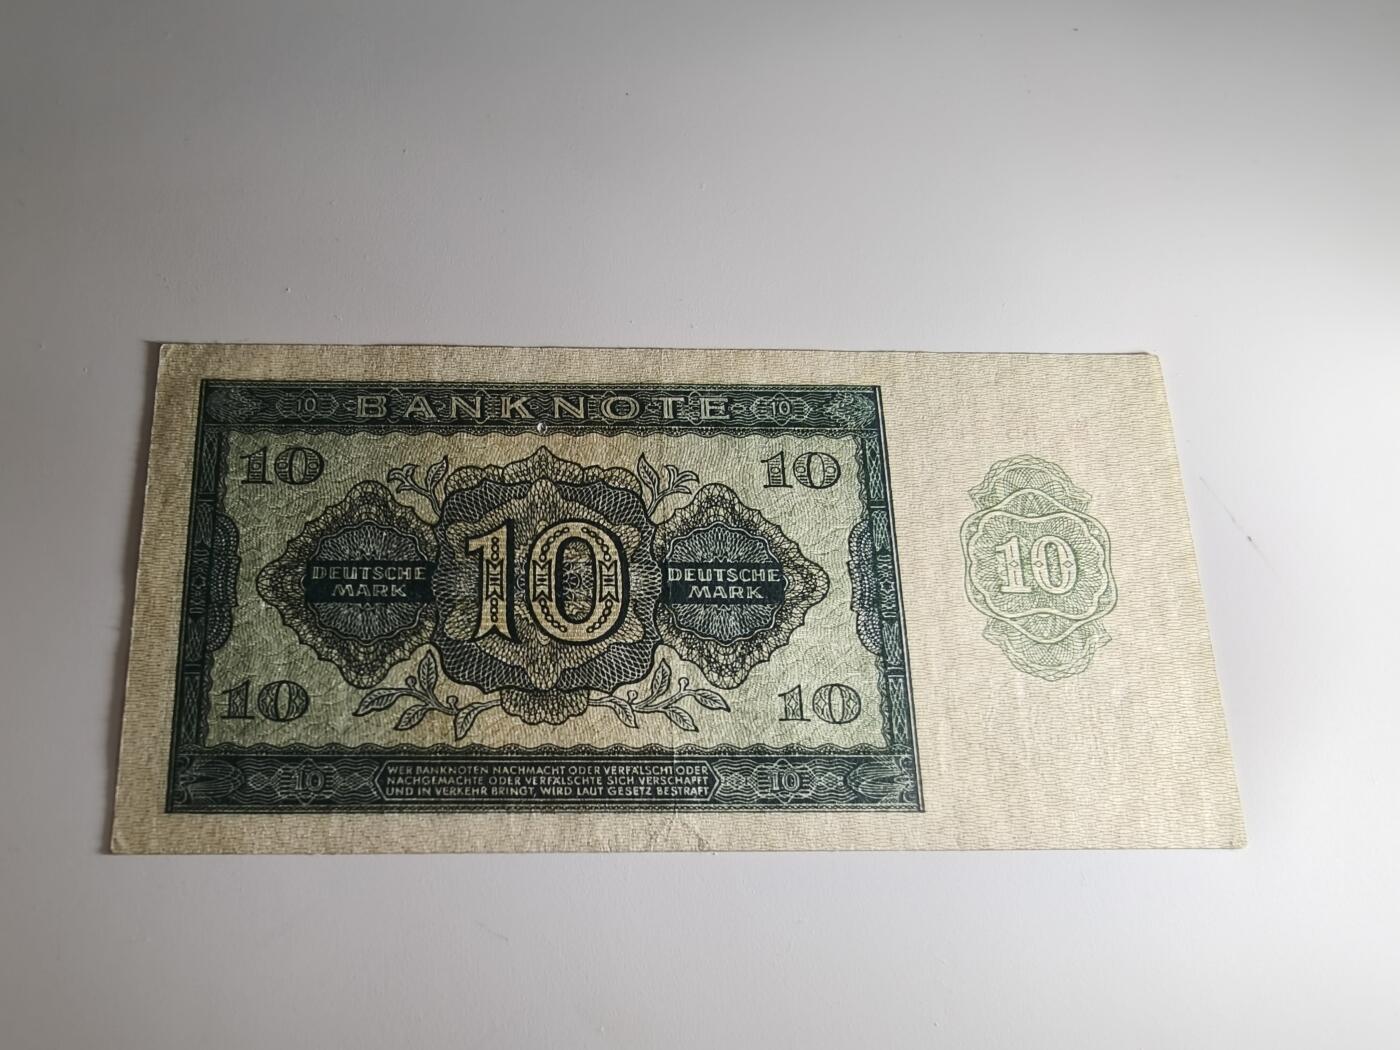 10 BANKNOTE 10
10 10
DEUTSCHE MARK 10 DEUTSCHE MARK 10
10 10
10 WER BANKNOTEN NACHMACHT ODER VERFÄLSCHT ODER 10
NACHGEMACHTE ODER VERFÄLSCHTE SICH VERSCHAFFT
UND IN VERKEHR BRINGT, WIRD LAUT GESETZ BESTRAFT